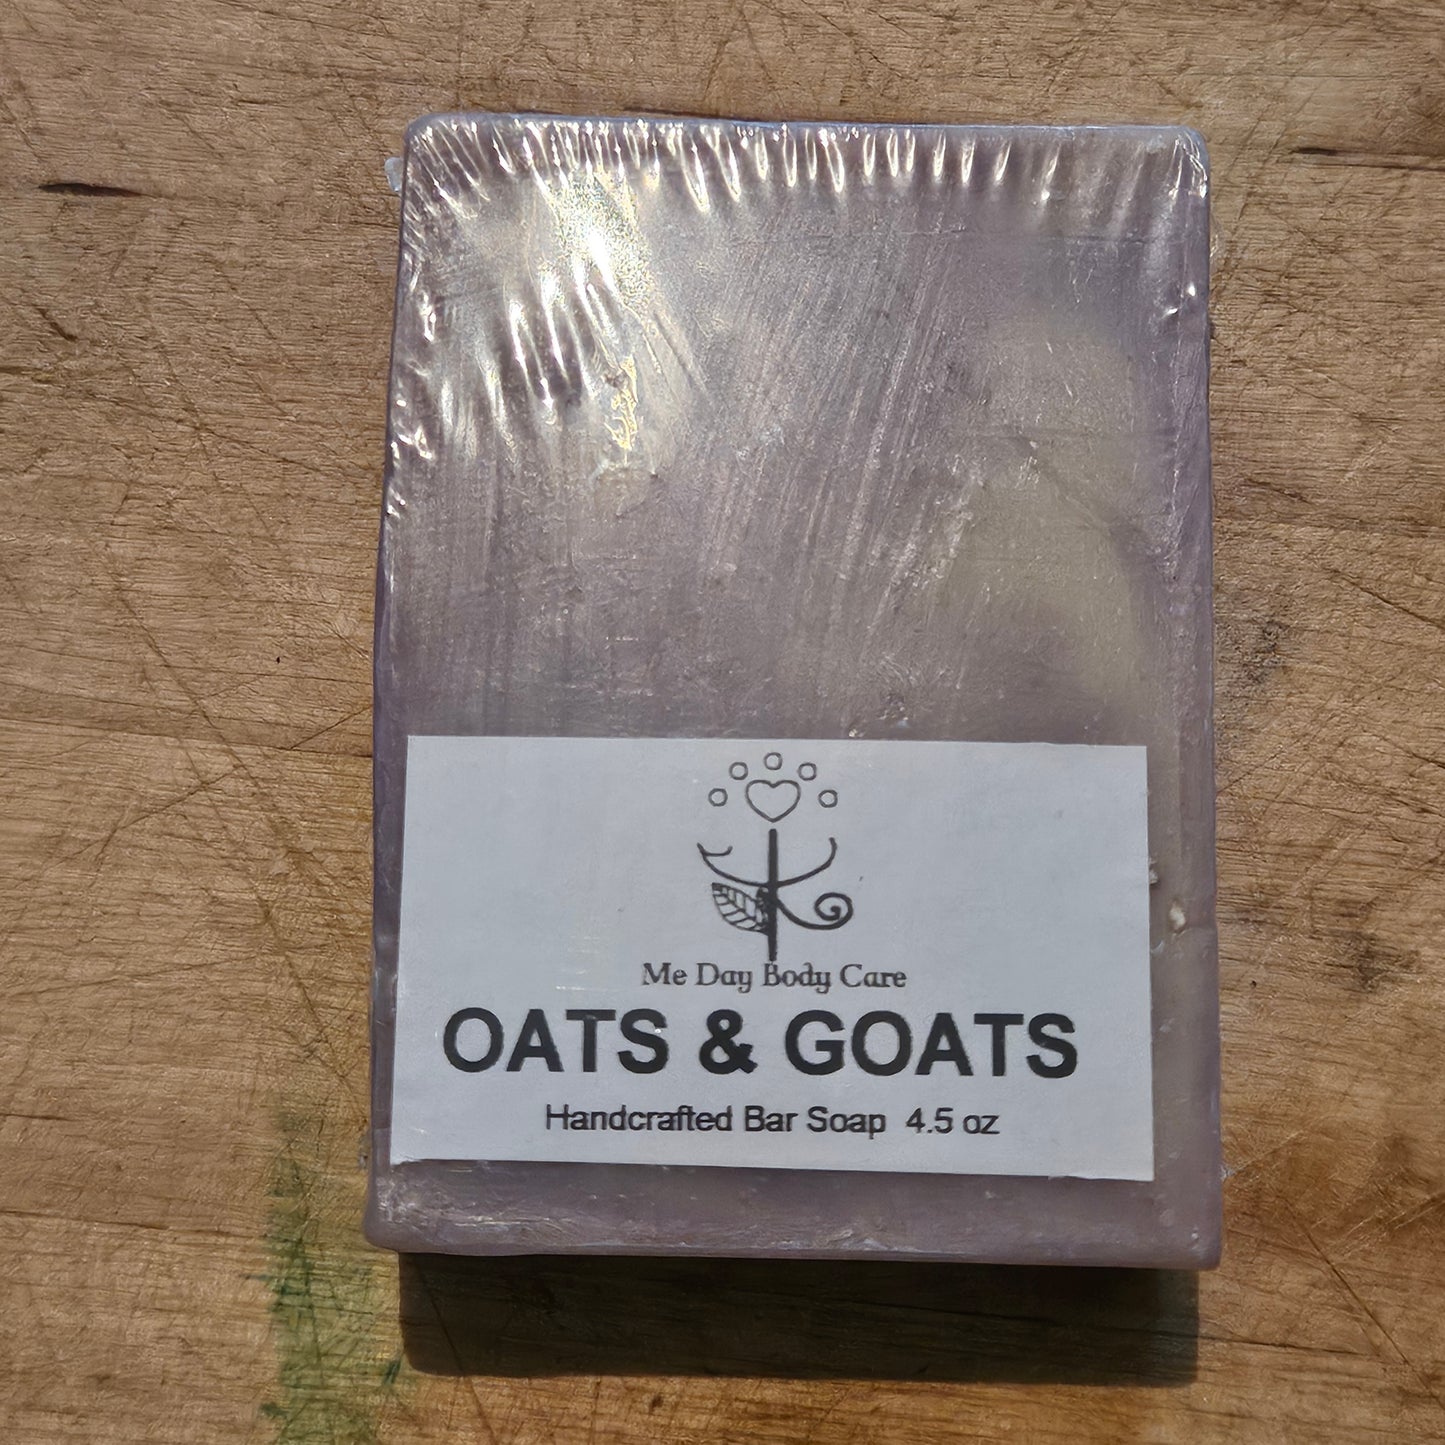 Me Day Body Care
OATS & GOATS
Handcrafted Bar Soap 4.5 oz